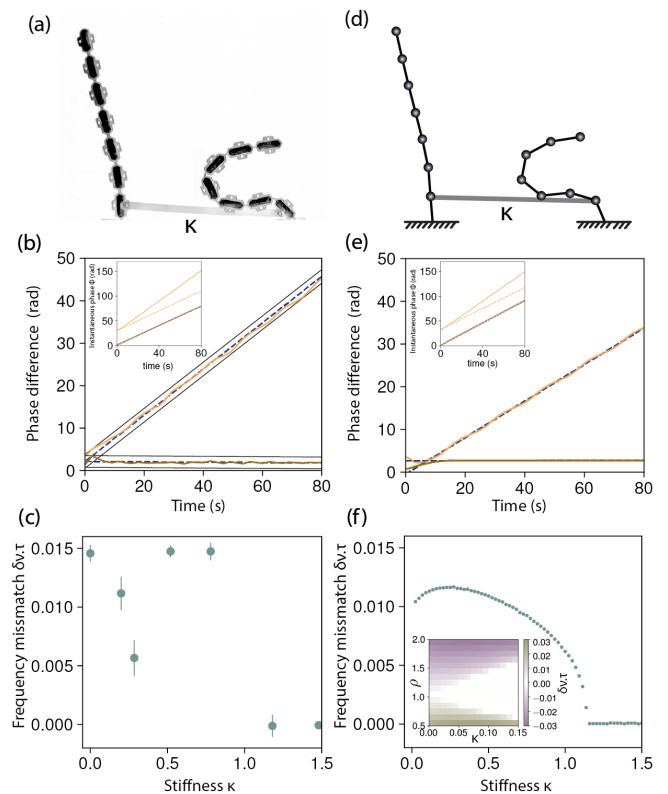 (a)
κ
(d)
κ
(b)
50
40
30
20
10
0
Phase difference (rad)
150
100
50
0
Instantaneous phase Φ (rad)
0 40 80
time (s)
0 20 40 60 80
Time (s)
(e)
50
40
30
20
10
0
Phase difference (rad)
150
100
50
0
Instantaneous phase Φ (rad)
0 40 80
time (s)
0 20 40 60 80
Time (s)
(c)
0.015
0.010
0.005
0.000
Frequency missmatch δν.τ
0.0 0.5 1.0 1.5
Stiffness κ
(f)
0.015
0.010
0.005
0.000
Frequency missmatch δν.τ
2.0
1.5
1.0
0.5
ρ
0.00 0.05 0.10 0.15
κ
0.03
0.02
0.01
0.00
−0.01
−0.02
−0.03
δν.τ
0.0 0.5 1.0 1.5
Stiffness κ